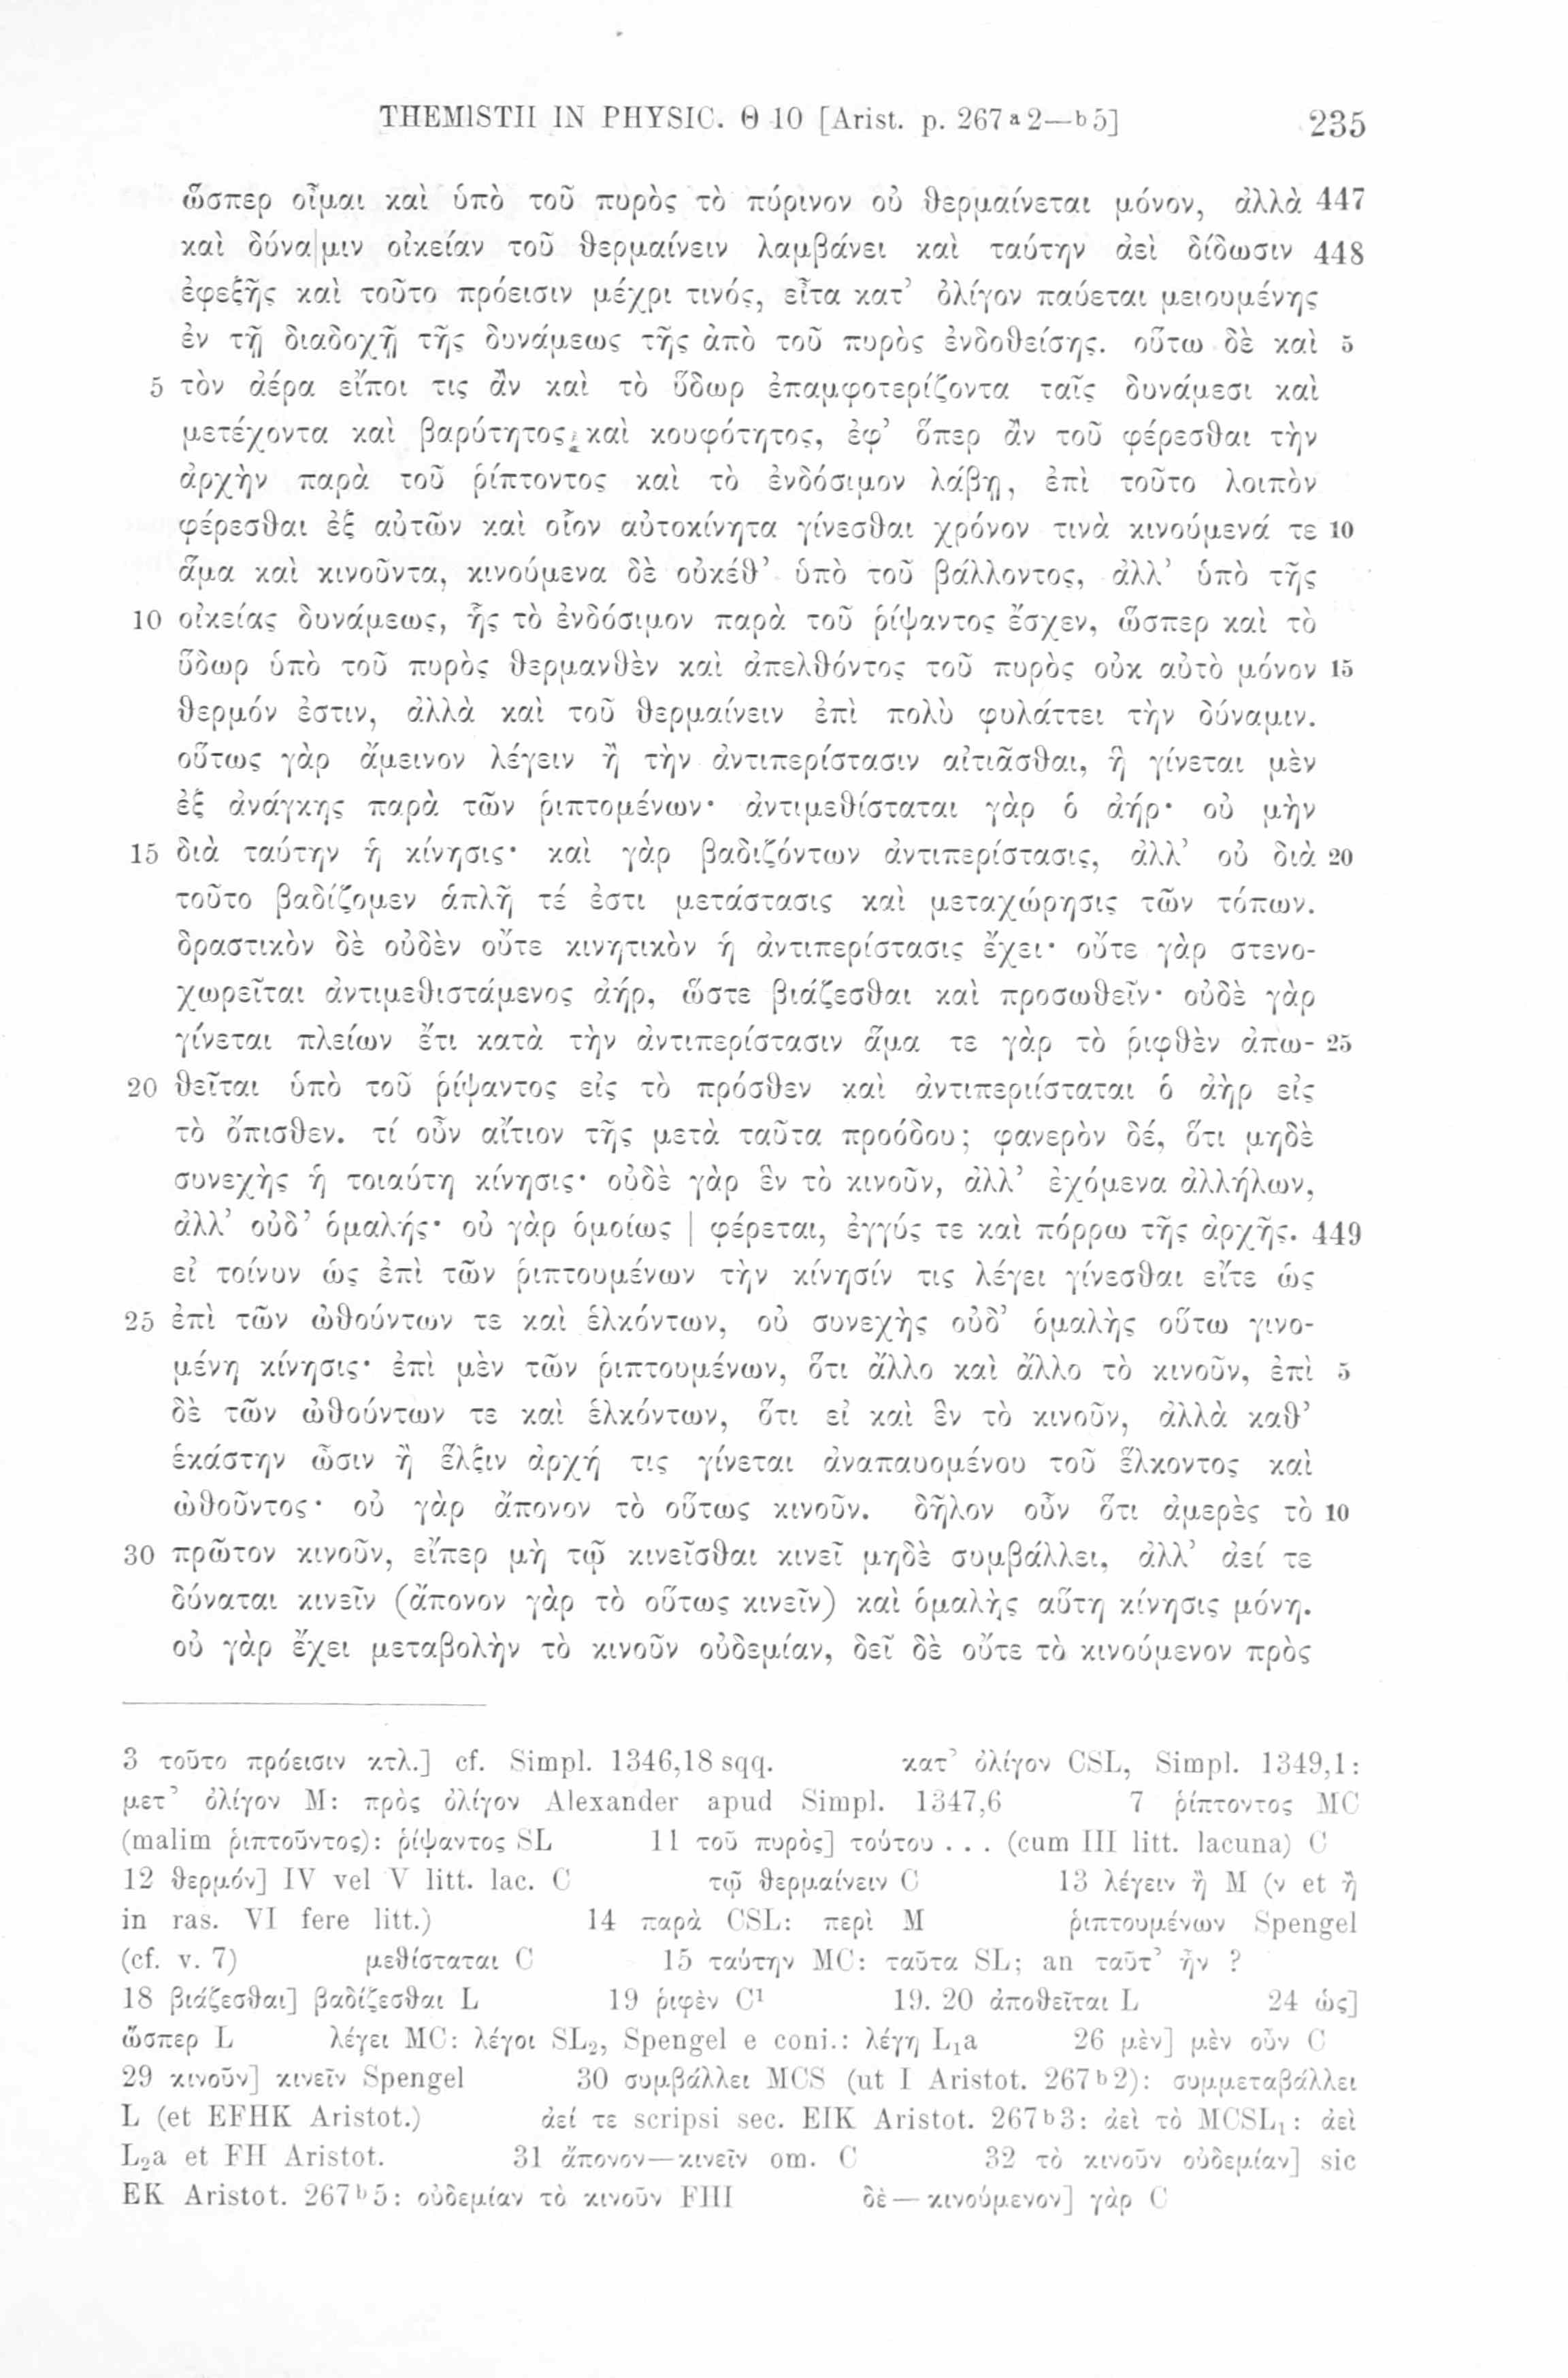 THEMISTII IN PHYSIC. Θ 10 [Arist. p. 267 a 2—b 5] 235
ὥσπερ οἶμαι καὶ ὑπὸ τοῦ πυρὸς τὸ πύρινον οὐ θερμαίνεται μόνον, ἀλλὰ 447
καὶ δύνα|μιν οἰκείαν τοῦ θερμαίνειν λαμβάνει καὶ ταύτην ἀεὶ δίδωσιν 448
ἐφεξῆς καὶ τοῦτο πρόεισιν μέχρι τινός, εἶτα κατ’ ὀλίγον παύεται μειουμένης
ἐν τῇ διαδοχῇ τῆς δυνάμεως τῆς ἀπὸ τοῦ πυρὸς ἐνδοθείσης. οὕτω δὲ καὶ 5
5 τὸν ἀέρα εἴποι τις ἂν καὶ τὸ ὕδωρ ἐπαμφοτερίζοντα ταῖς δυνάμεσι καὶ
μετέχοντα καὶ βαρύτητος καὶ κουφότητος, ἐφ’ ὅπερ ἂν τοῦ φέρεσθαι τὴν
ἀρχὴν παρὰ τοῦ ῥίπτοντος καὶ τὸ ἐνδόσιμον λάβῃ, ἐπὶ τοῦτο λοιπὸν
φέρεσθαι ἐξ αὑτῶν καὶ οἷον αὐτοκίνητα γίνεσθαι χρόνον τινὰ κινούμενά τε 10
ἅμα καὶ κινοῦντα, κινούμενα δὲ οὐκέθ’ ὑπὸ τοῦ βάλλοντος, ἀλλ’ ὑπὸ τῆς
10 οἰκείας δυνάμεως, ἧς τὸ ἐνδόσιμον παρὰ τοῦ ῥίψαντος ἔσχεν, ὥσπερ καὶ τὸ
ὕδωρ ὑπὸ τοῦ πυρὸς θερμανθὲν καὶ ἀπελθόντος τοῦ πυρὸς οὐκ αὐτὸ μόνον 15
θερμόν ἐστιν, ἀλλὰ καὶ τοῦ θερμαίνειν ἐπὶ πολὺ φυλάττει τὴν δύναμιν.
οὕτως γὰρ ἄμεινον λέγειν ἢ τὴν ἀντιπερίστασιν αἰτιᾶσθαι, ἣ γίνεται μὲν
ἐξ ἀνάγκης παρὰ τῶν ῥιπτομένων· ἀντιμεθίσταται γὰρ ὁ ἀήρ· οὐ μὴν
15 διὰ ταύτην ἡ κίνησις· καὶ γὰρ βαδιζόντων ἀντιπερίστασις, ἀλλ’ οὐ διὰ 20
τοῦτο βαδίζομεν ἁπλῆ τέ ἐστι μετάστασις καὶ μεταχώρησις τῶν τόπων.
δραστικὸν δὲ οὐδὲν οὔτε κινητικὸν ἡ ἀντιπερίστασις ἔχει· οὔτε γὰρ στενο-
χωρεῖται ἀντιμεθιστάμενος ἀήρ, ὥστε βιάζεσθαι καὶ προσωθεῖν· οὐδὲ γὰρ
γίνεται πλείων ἔτι κατὰ τὴν ἀντιπερίστασιν ἅμα τε γὰρ τὸ ῥιφθὲν ἀπω- 25
20 θεῖται ὑπὸ τοῦ ῥίψαντος εἰς τὸ πρόσθεν καὶ ἀντιπεριίσταται ὁ ἀὴρ εἰς
τὸ ὄπισθεν. τί οὖν αἴτιον τῆς μετὰ ταῦτα προόδου; φανερὸν δέ, ὅτι μηδὲ
συνεχὴς ἡ τοιαύτη κίνησις· οὐδὲ γὰρ ἓν τὸ κινοῦν, ἀλλ’ ἐχόμενα ἀλλήλων,
ἀλλ’ οὐδ’ ὁμαλής· οὐ γὰρ ὁμοίως | φέρεται, ἐγγύς τε καὶ πόρρω τῆς ἀρχῆς. 449
εἰ τοίνυν ὡς ἐπὶ τῶν ῥιπτουμένων τὴν κίνησίν τις λέγει γίνεσθαι εἴτε ὡς
25 ἐπὶ τῶν ὠθούντων τε καὶ ἑλκόντων, οὐ συνεχὴς οὐδ’ ὁμαλὴς οὕτω γινο-
μένη κίνησις· ἐπὶ μὲν τῶν ῥιπτουμένων, ὅτι ἄλλο καὶ ἄλλο τὸ κινοῦν, ἐπὶ 5
δὲ τῶν ὠθούντων τε καὶ ἑλκόντων, ὅτι εἰ καὶ ἓν τὸ κινοῦν, ἀλλὰ καθ’
ἑκάστην ὦσιν ἢ ἕλξιν ἀρχή τις γίνεται ἀναπαυομένου τοῦ ἕλκοντος καὶ
ὠθοῦντος· οὐ γὰρ ἄπονον τὸ οὕτως κινοῦν. δῆλον οὖν ὅτι ἀμερὲς τὸ 10
30 πρῶτον κινοῦν, εἴπερ μὴ τῷ κινεῖσθαι κινεῖ μηδὲ συμβάλλει, ἀλλ’ ἀεί τε
δύναται κινεῖν (ἄπονον γὰρ τὸ οὕτως κινεῖν) καὶ ὁμαλὴς αὕτη κίνησις μόνη.
οὐ γὰρ ἔχει μεταβολὴν τὸ κινοῦν οὐδεμίαν, δεῖ δὲ οὔτε τὸ κινούμενον πρὸς
3 τοῦτο πρόεισιν κτλ.] cf. Simpl. 1346,18 sqq. κατ’ ὀλίγον CSL, Simpl. 1349,1:
μετ’ ὀλίγον M: πρὸς ὀλίγον Alexander apud Simpl. 1347,6 7 ῥίπτοντος MC
(malim ῥιπτοῦντος): ῥίψαντος SL 11 τοῦ πυρὸς] τούτου . . . (cum III litt. lacuna) C
12 θερμόν] IV vel V litt. lac. C τῷ θερμαίνειν C 13 λέγειν ἢ M (ν et ἢ
in ras. VI fere litt.) 14 παρὰ CSL: περὶ M ῥιπτουμένων Spengel
(cf. v. 7) μεθίσταται C 15 ταύτην MC: ταῦτα SL; an ταῦτ’ ἦν ?
18 βιάζεσθαι] βαδίζεσθαι L 19 ῥιφὲν C¹ 19. 20 ἀποθεῖται L 24 ὡς]
ὥσπερ L λέγει MC: λέγοι SL₂, Spengel e coni.: λέγῃ L₁a 26 μὲν] μὲν οὖν C
29 κινοῦν] κινεῖν Spengel 30 συμβάλλει MCS (ut I Aristot. 267 b 2): συμμεταβάλλει
L (et EFHK Aristot.) ἀεί τε scripsi sec. EIK Aristot. 267 b 3: ἀεὶ τὸ MCSL₁: ἀεὶ
L₂a et FH Aristot. 31 ἄπονον—κινεῖν om. C 32 τὸ κινοῦν οὐδεμίαν] sic
EK Aristot. 267 b 5: οὐδεμίαν τὸ κινοῦν FHI δὲ — κινούμενον] γὰρ C